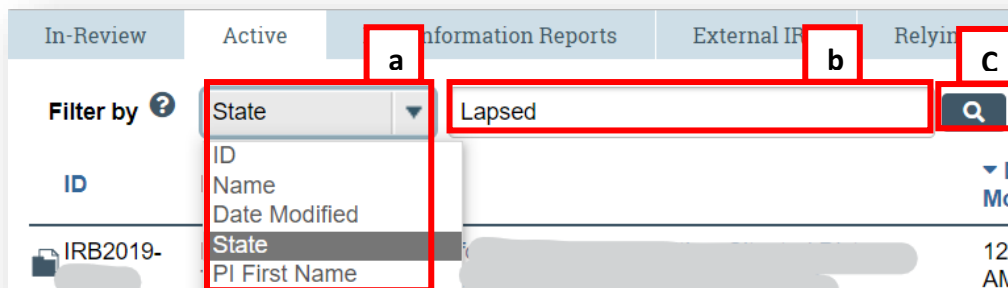 In-Review Active nformation Reports External IR Relyin
a b C
Filter by ? State Lapsed
ID
Name
Date Modified
State
PI First Name
ID
Mo
IRB2019-
12
AM